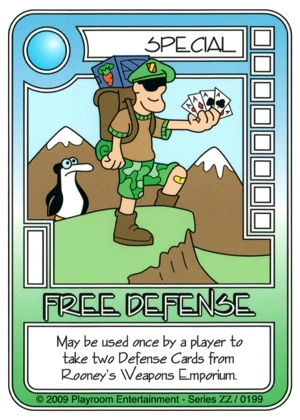 SPECIAL
FREE DEFENSE
May be used once by a player to
take two Defense Cards from
Rooney's Weapons Emporium.
© 2009 Playroom Entertainment - Series ZZ / 0199